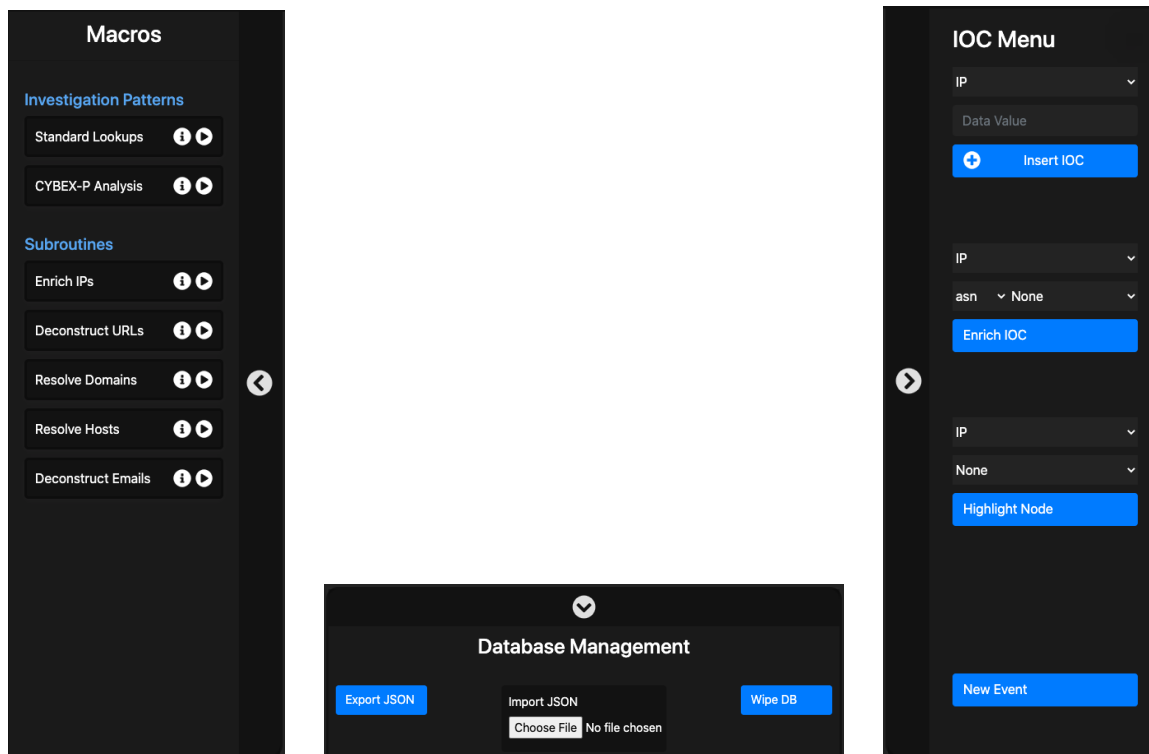 Macros
Investigation Patterns
Standard Lookups
CYBEX-P Analysis
Subroutines
Enrich IPs
Deconstruct URLs
Resolve Domains
Resolve Hosts
Deconstruct Emails
Database Management
Export JSON
Import JSON
Choose File No file chosen
Wipe DB
IOC Menu
IP
Data Value
Insert IOC
IP
asn None
Enrich IOC
IP
None
Highlight Node
New Event